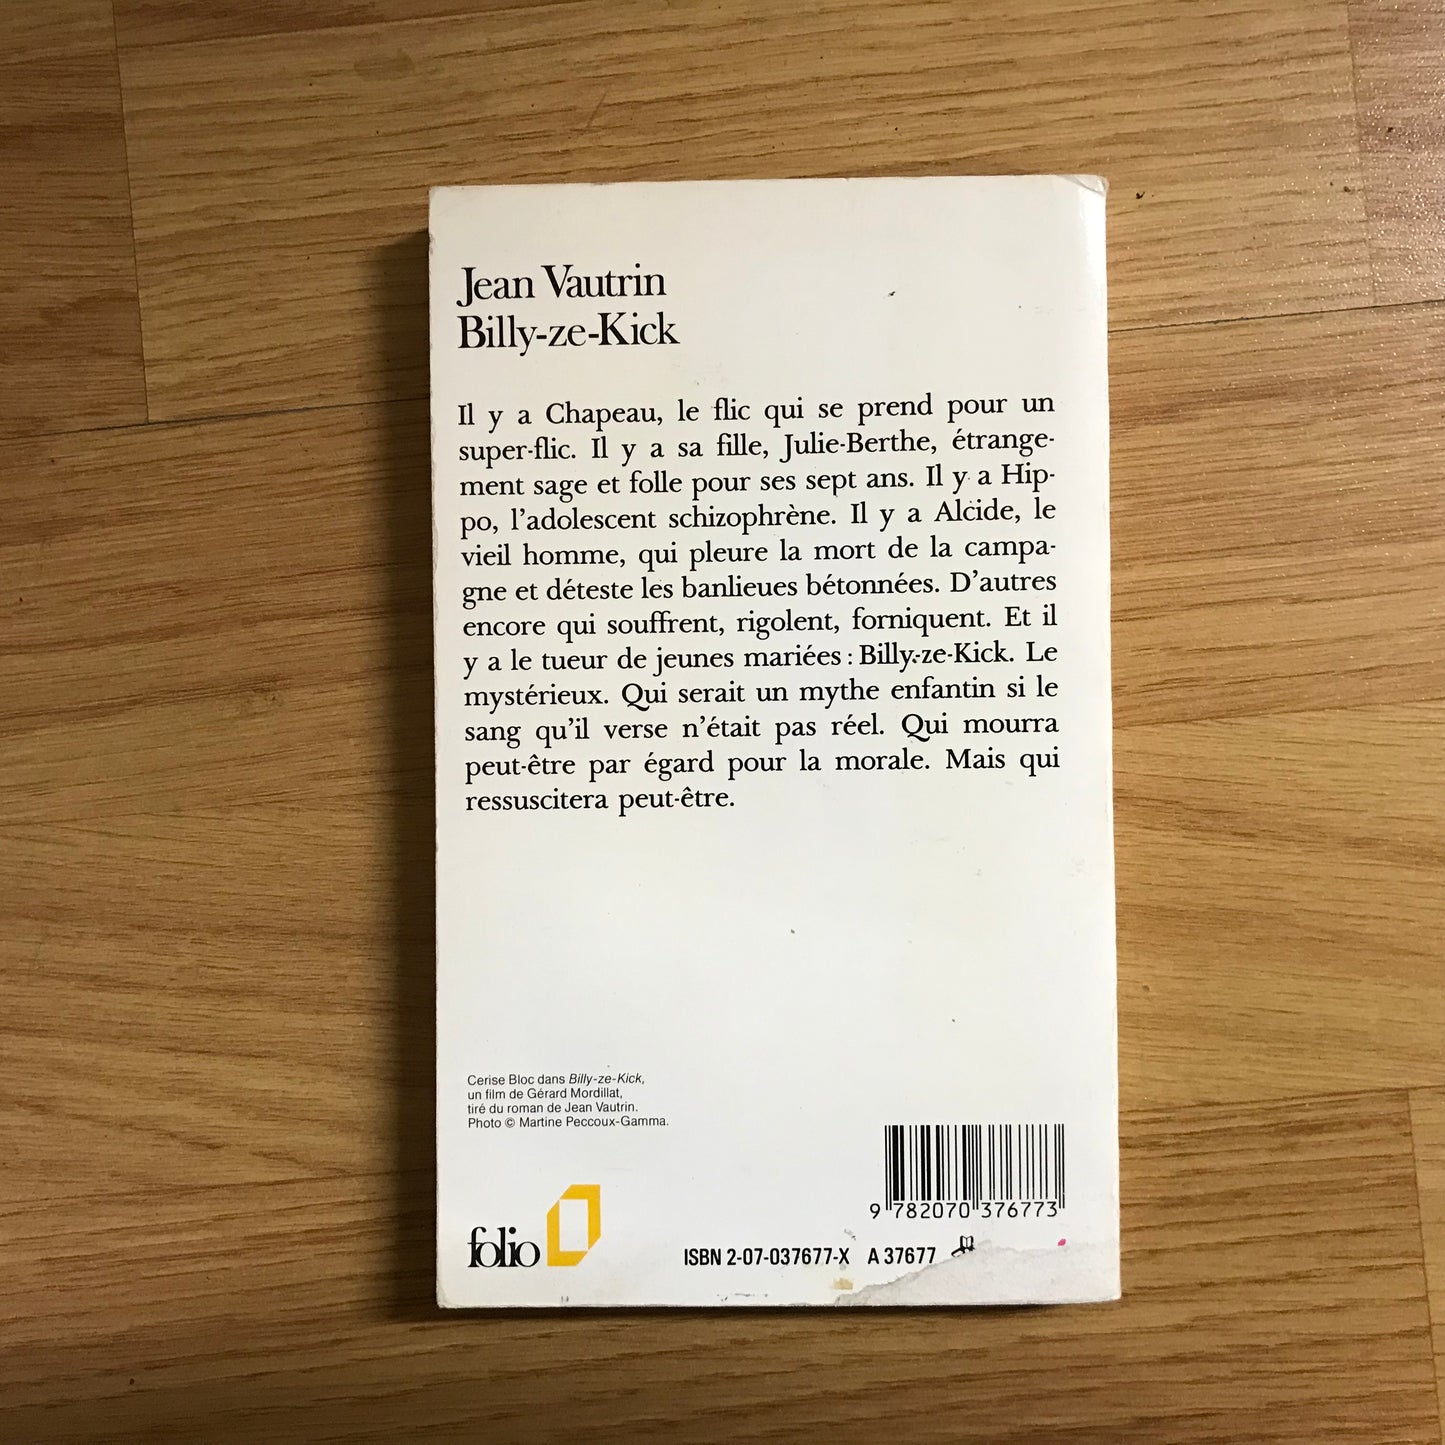 Jean Vautrin
Billy-ze-Kick
Il y a Chapeau, le flic qui se prend pour un
super-flic. Il y a sa fille, Julie-Berthe, étrange-
ment sage et folle pour ses sept ans. Il y a Hip-
po, l'adolescent schizophrène. Il y a Alcide, le
vieil homme, qui pleure la mort de la campa-
gne et déteste les banlieues bétonnées. D'autres
encore qui souffrent, rigolent, forniquent. Et il
y a le tueur de jeunes mariées : Billy-ze-Kick. Le
mystérieux. Qui serait un mythe enfantin si le
sang qu'il verse n'était pas réel. Qui mourra
peut-être par égard pour la morale. Mais qui
ressuscitera peut-être.
Cerise Bloc dans Billy-ze-Kick,
un film de Gérard Mordillat,
tiré du roman de Jean Vautrin.
Photo © Martine Peccoux-Gamma.
9 782070 376773
folio
ISBN 2-07-037677-X A 37677